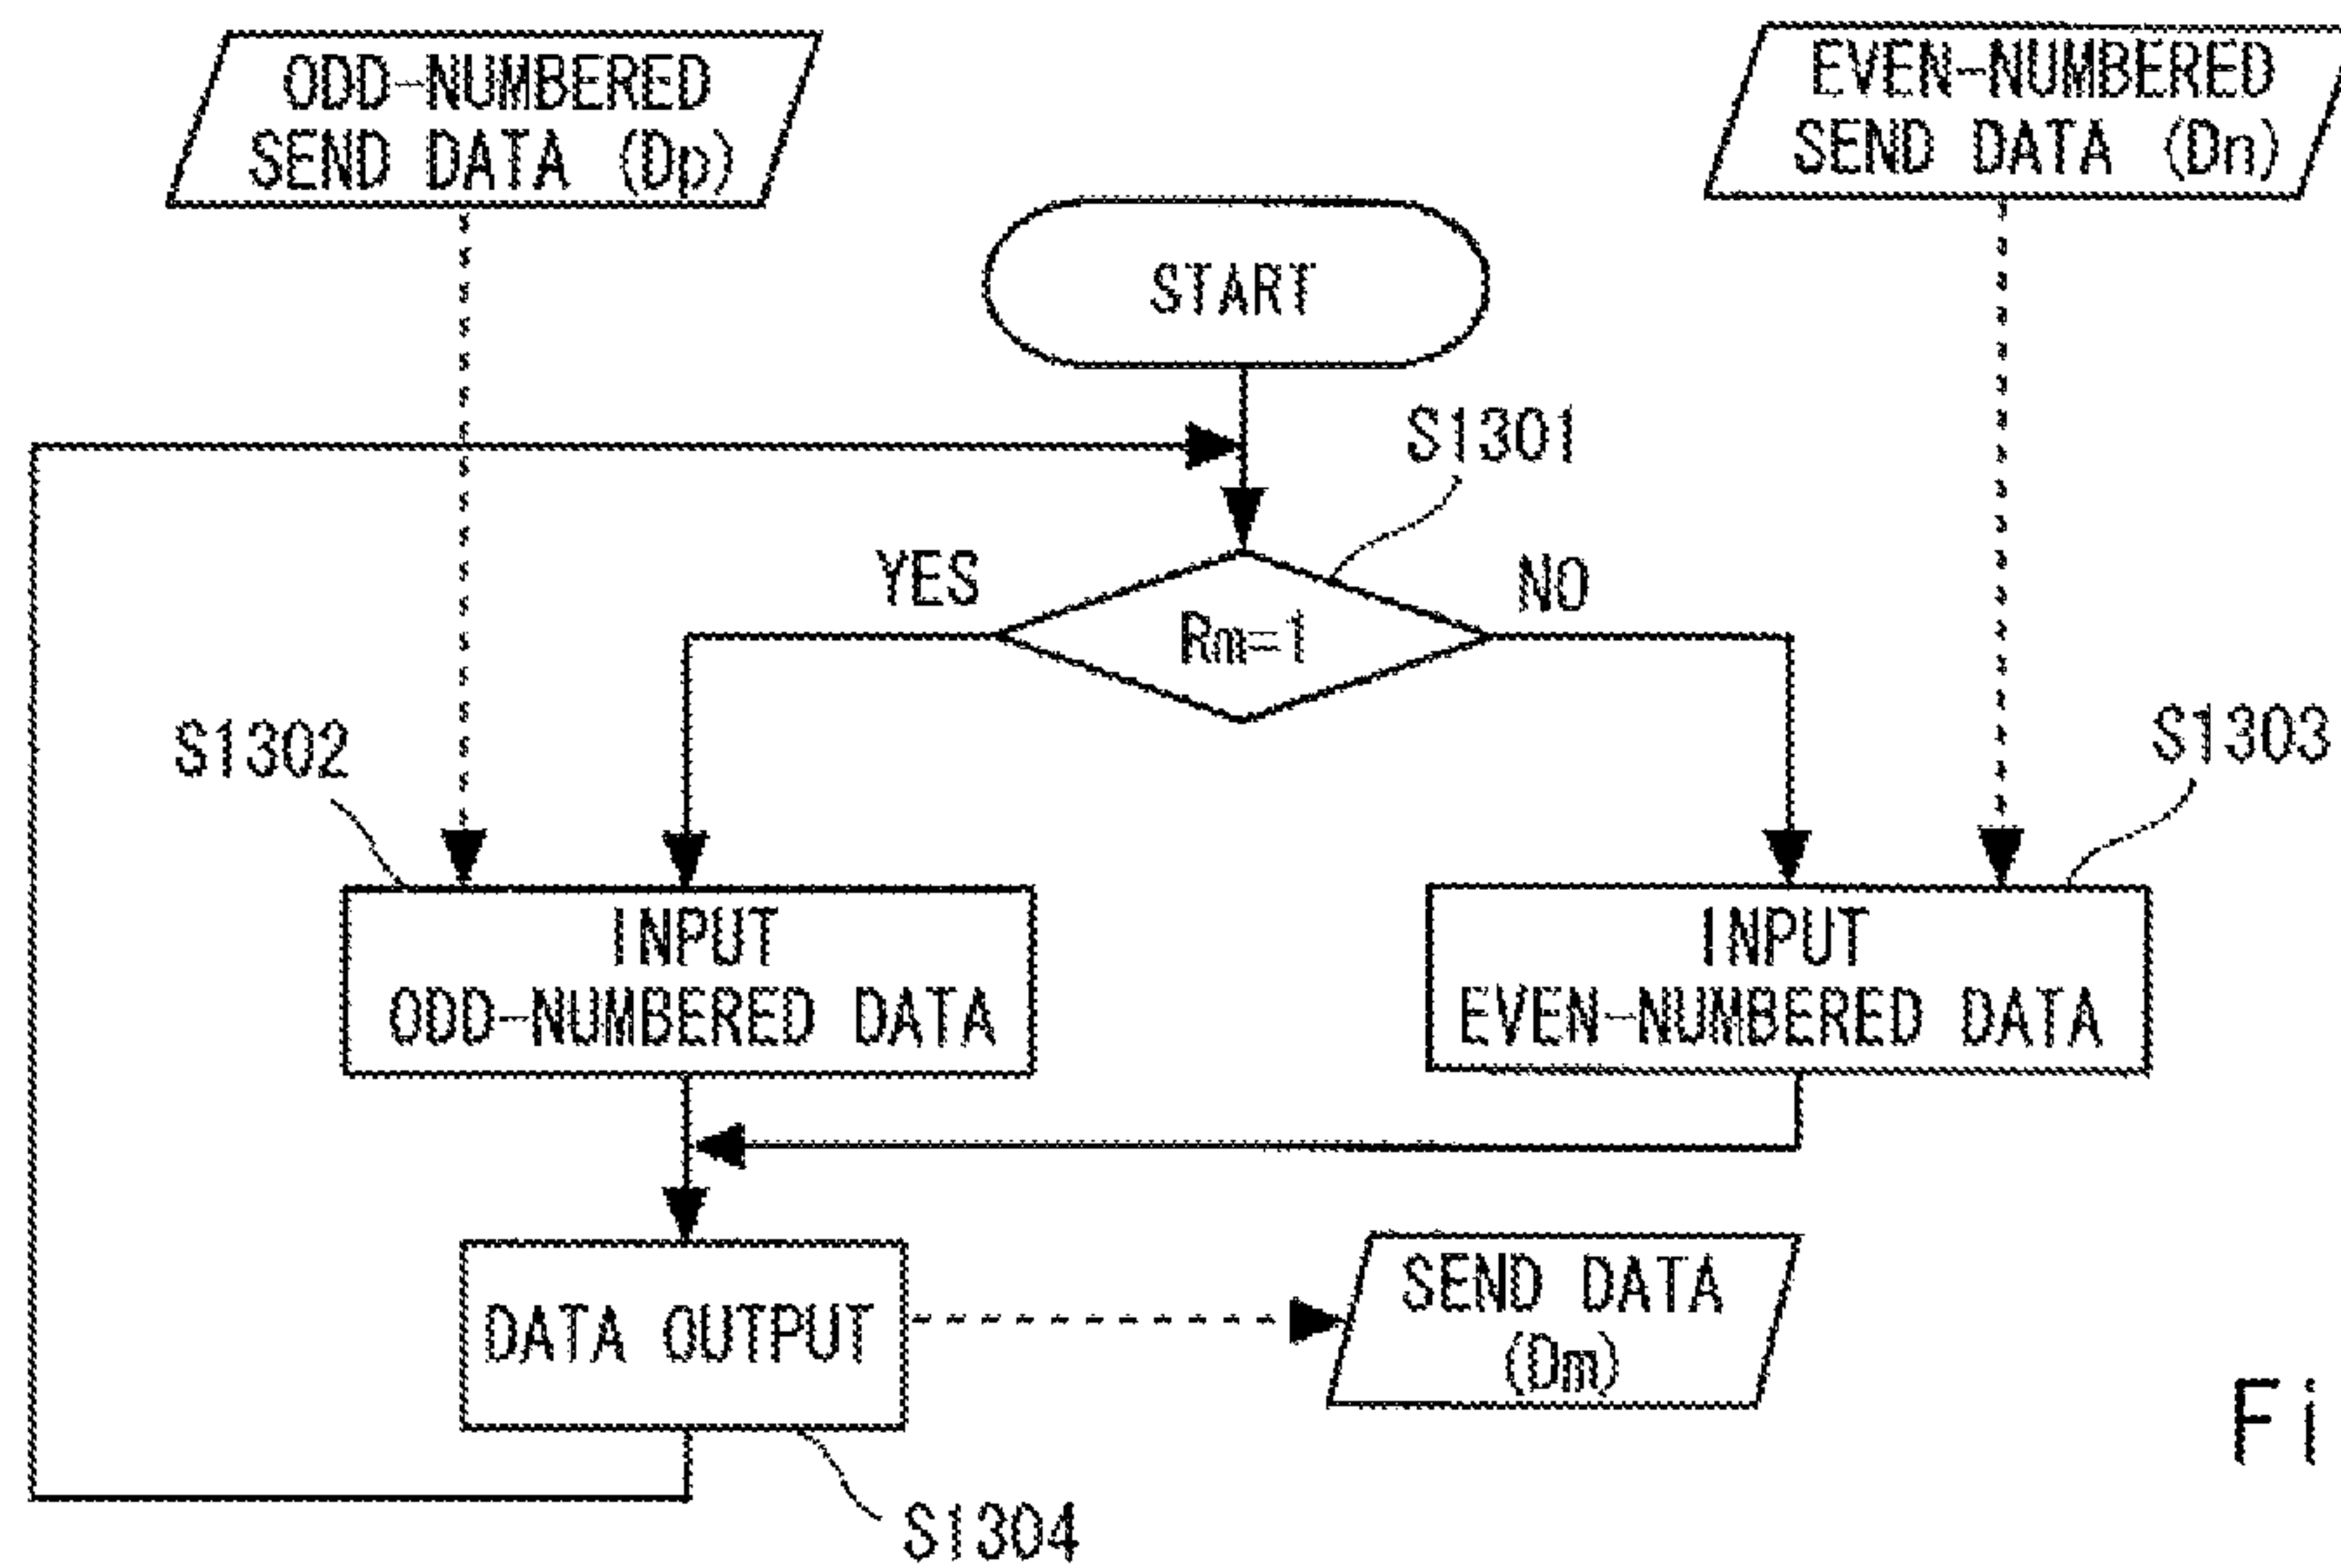 ODD-NUMBERED
SEND DATA (Dp)
EVEN-NUMBERED
SEND DATA (Dn)
START
S1301
YES
NO
Rm=1
S1302
S1303
INPUT
ODD-NUMBERED DATA
INPUT
EVEN-NUMBERED DATA
DATA OUTPUT
SEND DATA
(Dm)
Fi
S1304